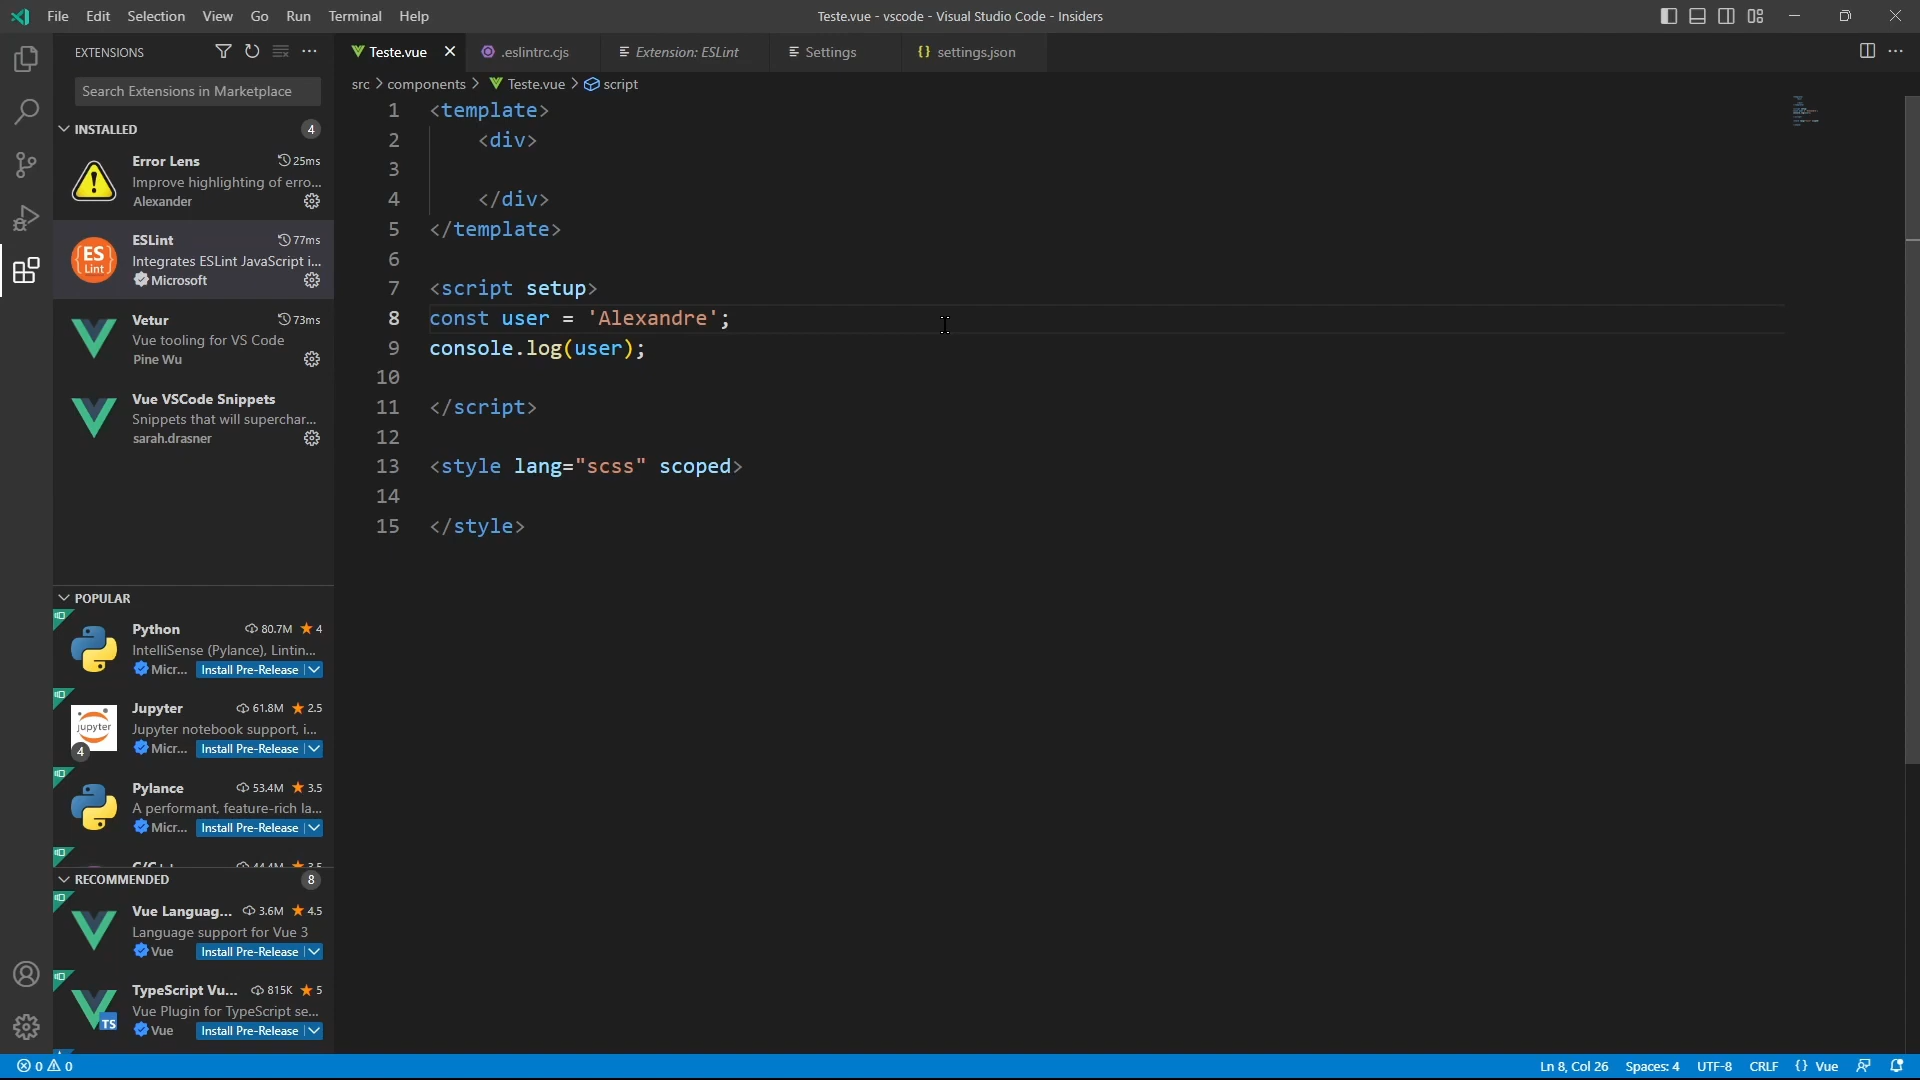 File Edit Selection View Go Run Terminal Help
Teste.vue - vscode - Visual Studio Code - Insiders
EXTENSIONS
Teste.vue
.eslintrc.cjs
Extension: ESLint
Settings
{} settings.json
Search Extensions in Marketplace
src > components > Teste.vue > script
INSTALLED 4
Error Lens 25ms
Improve highlighting of erro...
Alexander
ES Lint
ESLint 77ms
Integrates ESLint JavaScript i...
Microsoft
Vetur 73ms
Vue tooling for VS Code
Pine Wu
Vue VSCode Snippets
Snippets that will superchar...
sarah.drasner
POPULAR
Python 80.7M 4
IntelliSense (Pylance), Lintin...
Micr... Install Pre-Release
jupyter
4
Jupyter 61.8M 2.5
Jupyter notebook support, i...
Micr... Install Pre-Release
Pylance 53.4M 3.5
A performant, feature-rich la...
Micr... Install Pre-Release
RECOMMENDED 8
Vue Languag... 3.6M 4.5
Language support for Vue 3
Vue Install Pre-Release
TS
TypeScript Vu... 815K 5
Vue Plugin for TypeScript se...
Vue Install Pre-Release
1 <template>
2 <div>
3
4 </div>
5 </template>
6
7 <script setup>
8 const user = 'Alexandre';
9 console.log(user);
10
11 </script>
12
13 <style lang="scss" scoped>
14
15 </style>
0 0
Ln 8, Col 26 Spaces: 4 UTF-8 CRLF {} Vue